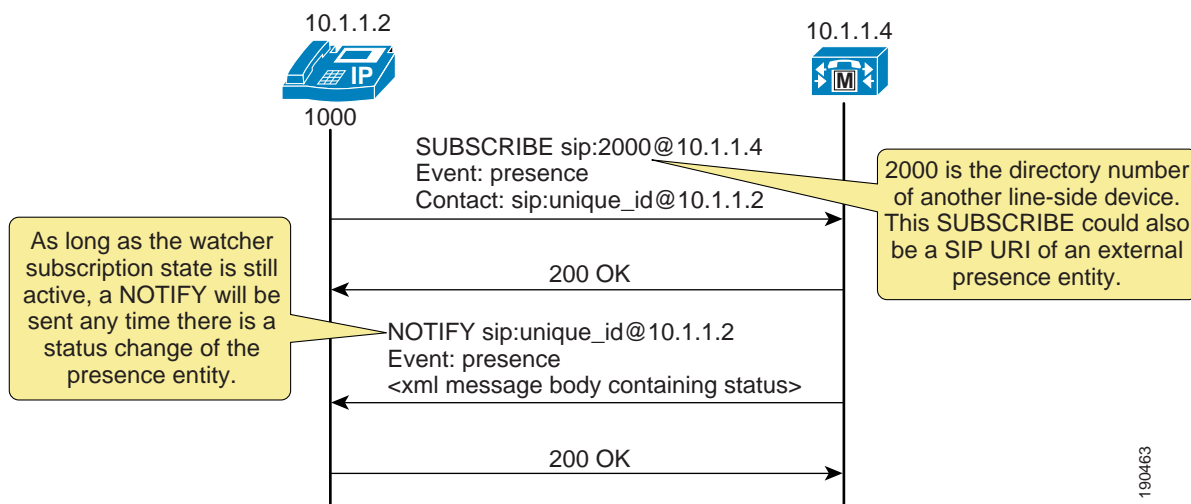 10.1.1.2
10.1.1.4
IP
M
1000
SUBSCRIBE sip:2000@10.1.1.4
Event: presence
Contact: sip:unique_id@10.1.1.2
2000 is the directory number
of another line-side device.
This SUBSCRIBE could also
be a SIP URI of an external
presence entity.
As long as the watcher
subscription state is still
active, a NOTIFY will be
sent any time there is a
status change of the
presence entity.
200 OK
NOTIFY sip:unique_id@10.1.1.2
Event: presence
<xml message body containing status>
200 OK
190463